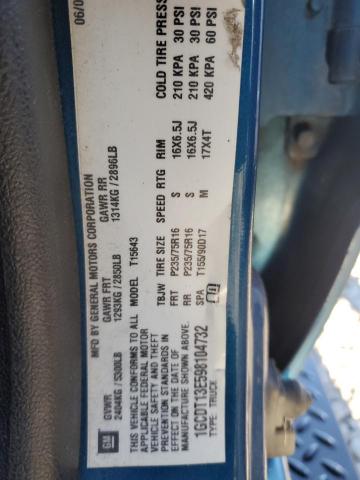 MFD BY GENERAL MOTORS CORPORATION 06/0
GM
GVWR GAWR FRT GAWR RR
2404KG / 5300LB 1293KG / 2850LB 1314KG / 2896LB
THIS VEHICLE CONFORMS TO ALL MODEL: T15643
APPLICABLE FEDERAL MOTOR
VEHICLE SAFETY AND THEFT
PREVENTION STANDARDS IN
EFFECT ON THE DATE OF
MANUFACTURE SHOWN ABOVE.
1GCDT13E598104732
TYPE: TRUCK
TBJW TIRE SIZE SPEED RTG RIM COLD TIRE PRESS
FRT P235/75R16 S 16X6.5J 210 KPA 30 PSI
RR P235/75R16 S 16X6.5J 210 KPA 30 PSI
SPA T155/90D17 M 17X4T 420 KPA 60 PSI